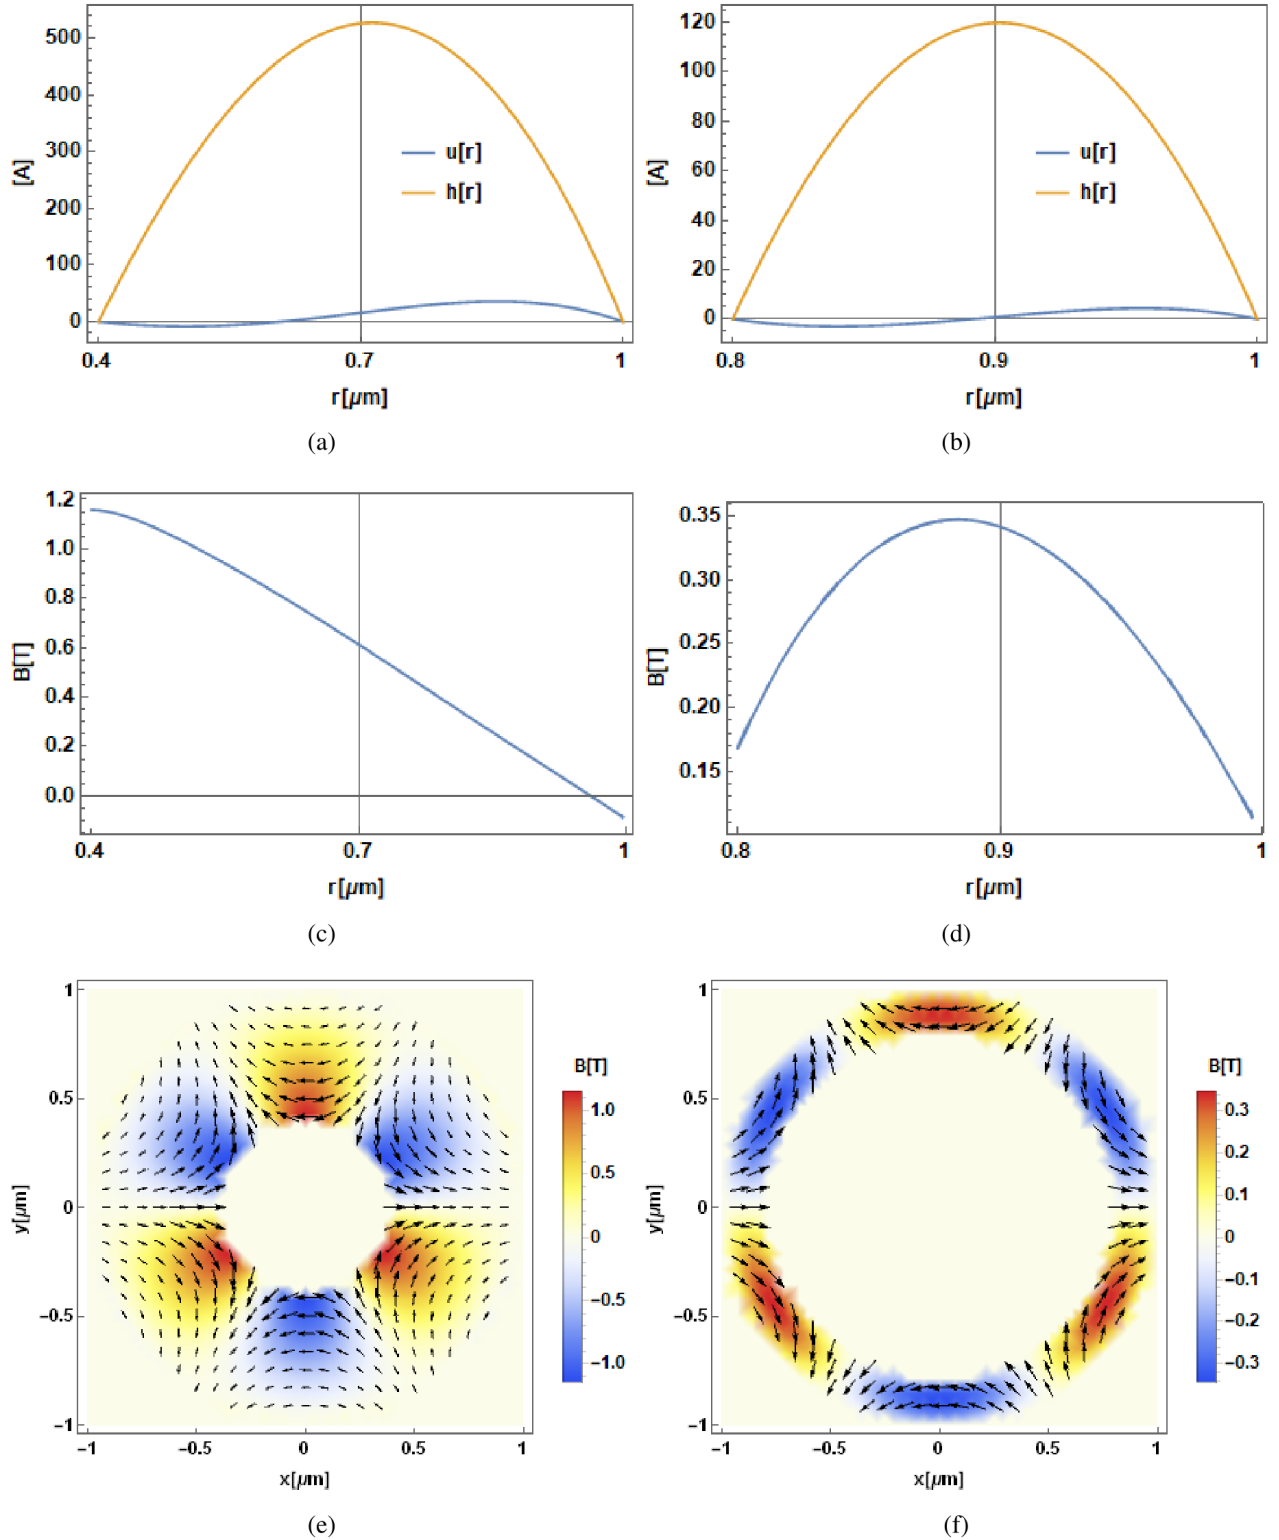 500
400
300
200
100
0
[A]
u[r]
h[r]
0.4 0.7 1
r[µm]
(a)
120
100
80
60
40
20
0
[A]
u[r]
h[r]
0.8 0.9 1
r[µm]
(b)
1.2
1.0
0.8
0.6
0.4
0.2
0.0
B[T]
0.4 0.7 1
r[µm]
(c)
0.35
0.30
0.25
0.20
0.15
B[T]
0.8 0.9 1
r[µm]
(d)
1
0.5
0
−0.5
−1
y[µm]
−1 −0.5 0 0.5 1
x[µm]
B[T]
1.0
0.5
0
−0.5
−1.0
(e)
1
0.5
0
−0.5
−1
y[µm]
−1 −0.5 0 0.5 1
x[µm]
B[T]
0.3
0.2
0.1
0
−0.1
−0.2
−0.3
(f)